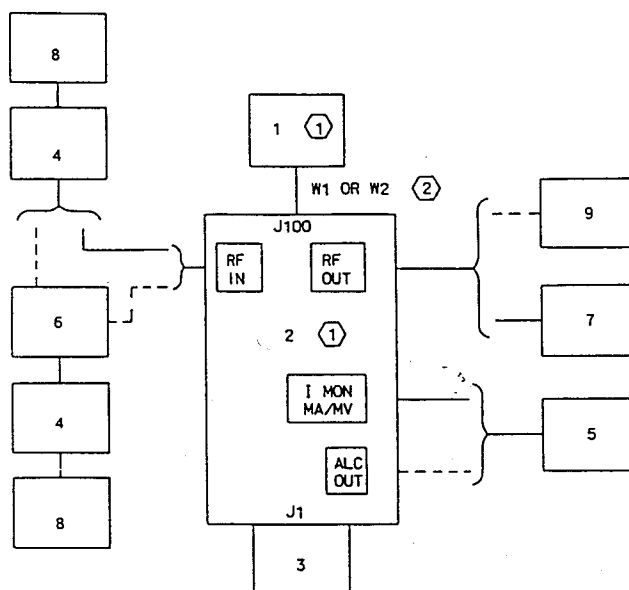 8
4
1 1
W1 OR W2 2
J100
RF
IN
RF
OUT
9
6
2 1
7
I MON
MA/MV
4
5
ALC
OUT
8
J1
3